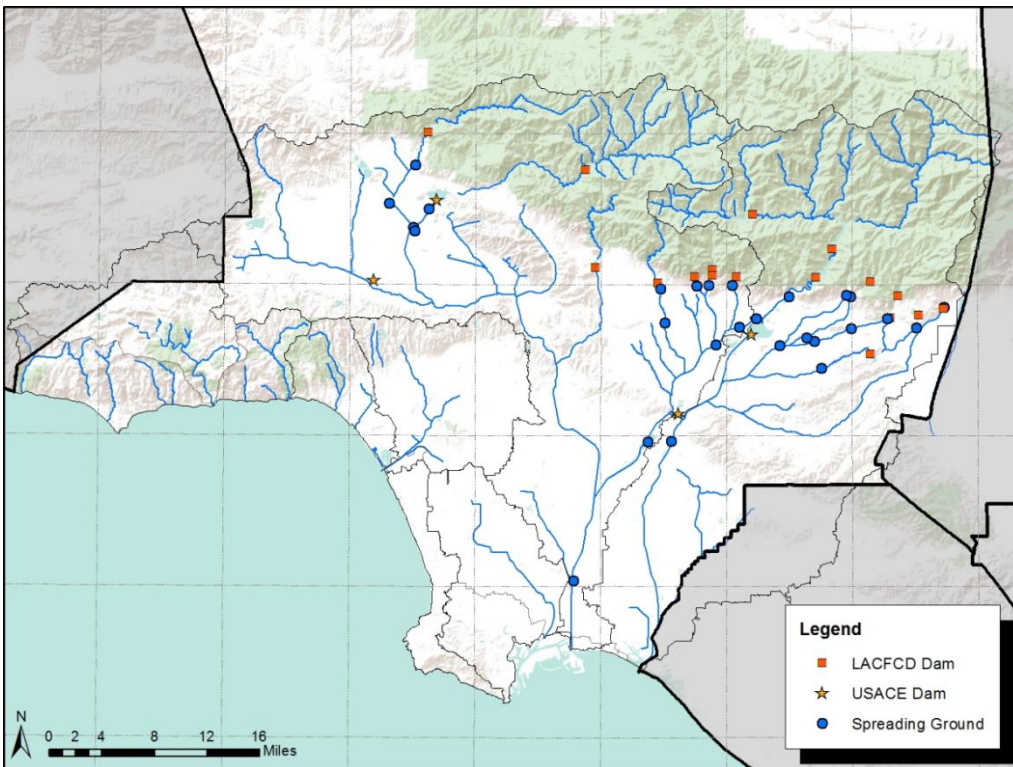 Legend
LACFCD Dam
USACE Dam
Spreading Ground
N
0 2 4 8 12 16
Miles